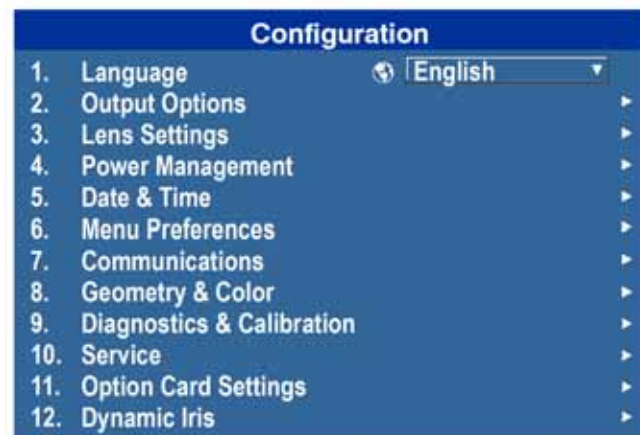 Configuration
1. Language English
2. Output Options
3. Lens Settings
4. Power Management
5. Date & Time
6. Menu Preferences
7. Communications
8. Geometry & Color
9. Diagnostics & Calibration
10. Service
11. Option Card Settings
12. Dynamic Iris